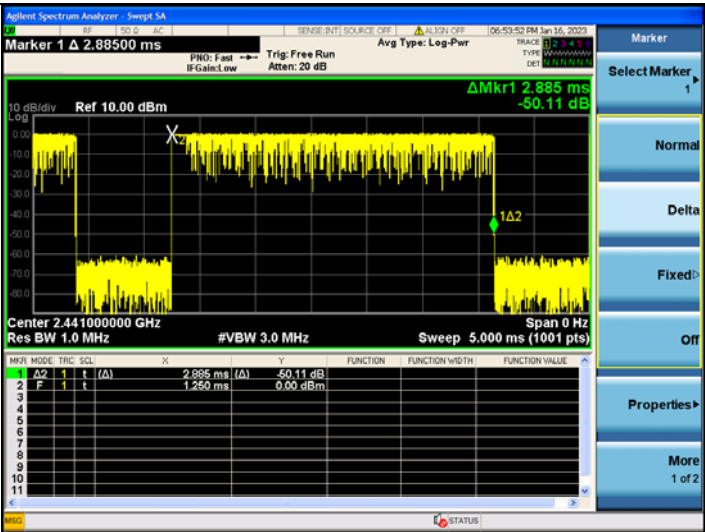 Agilent Spectrum Analyzer - Swept SA
RF 50 Ω AC SENSE:INT SOURCE OFF ALIGN OFF 06:53:52 PM Jan 16, 2023
Marker 1 Δ 2.88500 ms
PNO: Fast
IFGain:Low
Trig: Free Run
Atten: 20 dB
Avg Type: Log-Pwr
TRACE 1 2 3 4 5 6
TYPE
DET N N N N N N
ΔMkr1 2.885 ms
-50.11 dB
10 dB/div Ref 10.00 dBm
Log
0.00
-10.0
-20.0
-30.0
-40.0
-50.0
-60.0
-70.0
-80.0
X2
1Δ2
Center 2.441000000 GHz Span 0 Hz
Res BW 1.0 MHz #VBW 3.0 MHz Sweep 5.000 ms (1001 pts)
MKR MODE TRC SCL X Y FUNCTION FUNCTION WIDTH FUNCTION VALUE
1 Δ2 1 t (Δ) 2.885 ms (Δ) -50.11 dB
2 F 1 t 1.250 ms 0.00 dBm
3
4
5
6
7
8
9
10
11
MSG STATUS
Marker
Select Marker
1
Normal
Delta
Fixed
Off
Properties
More
1 of 2